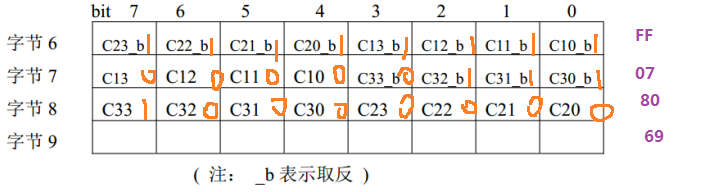 bit 7 6 5 4 3 2 1 0
字节 6 C23_b 1 C22_b 1 C21_b 1 C20_b 1 C13_b 1 C12_b 1 C11_b 1 C10_b 1 FF
字节 7 C13 0 C12 0 C11 0 C10 0 C33_b 0 C32_b 1 C31_b 1 C30_b 1 07
字节 8 C33 1 C32 0 C31 0 C30 0 C23 0 C22 0 C21 0 C20 0 80
字节 9 69
( 注: _b 表示取反 )